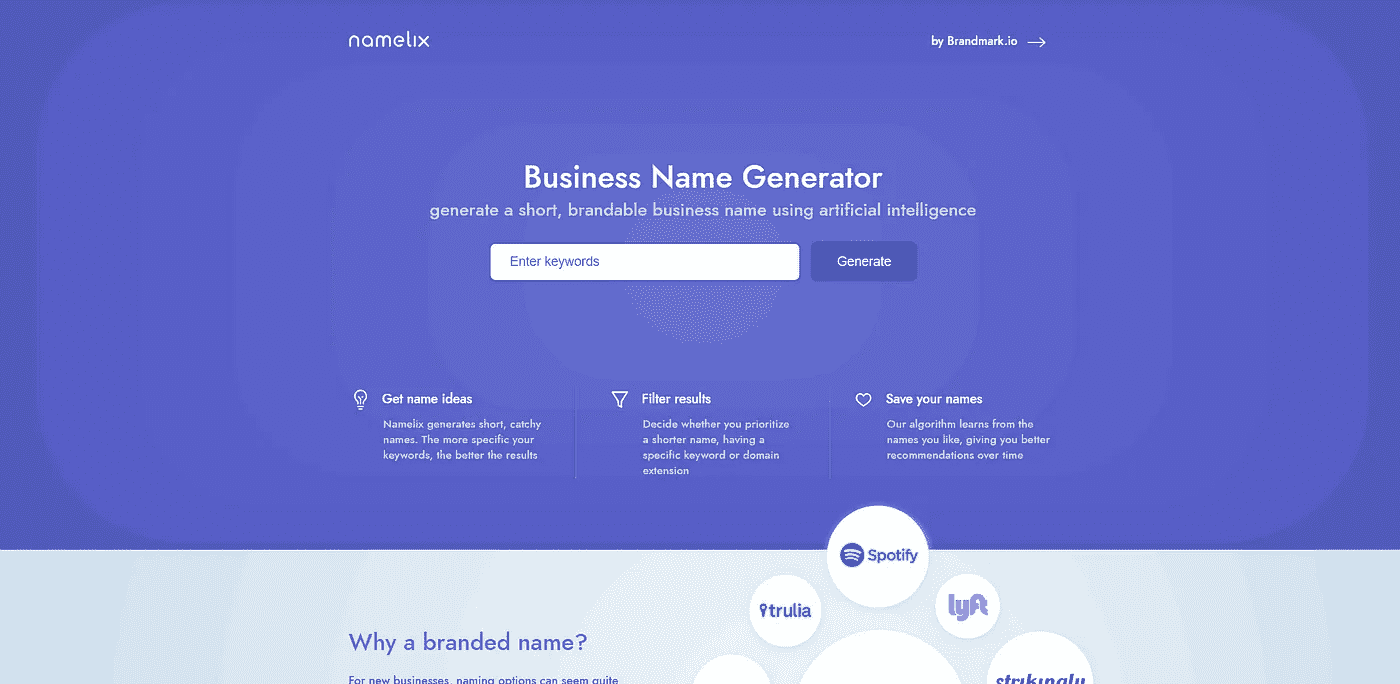 namelix
by Brandmark.io
Business Name Generator
generate a short, brandable business name using artificial intelligence
Enter keywords
Generate
Get name ideas
Namelix generates short, catchy
names. The more specific your
keywords, the better the results
Filter results
Decide whether you prioritize
a shorter name, having a
specific keyword or domain
extension
Save your names
Our algorithm learns from the
names you like, giving you better
recommendations over time
Spotify
trulia
lyft
strikingly
Why a branded name?
For new businesses, naming options can seem quite